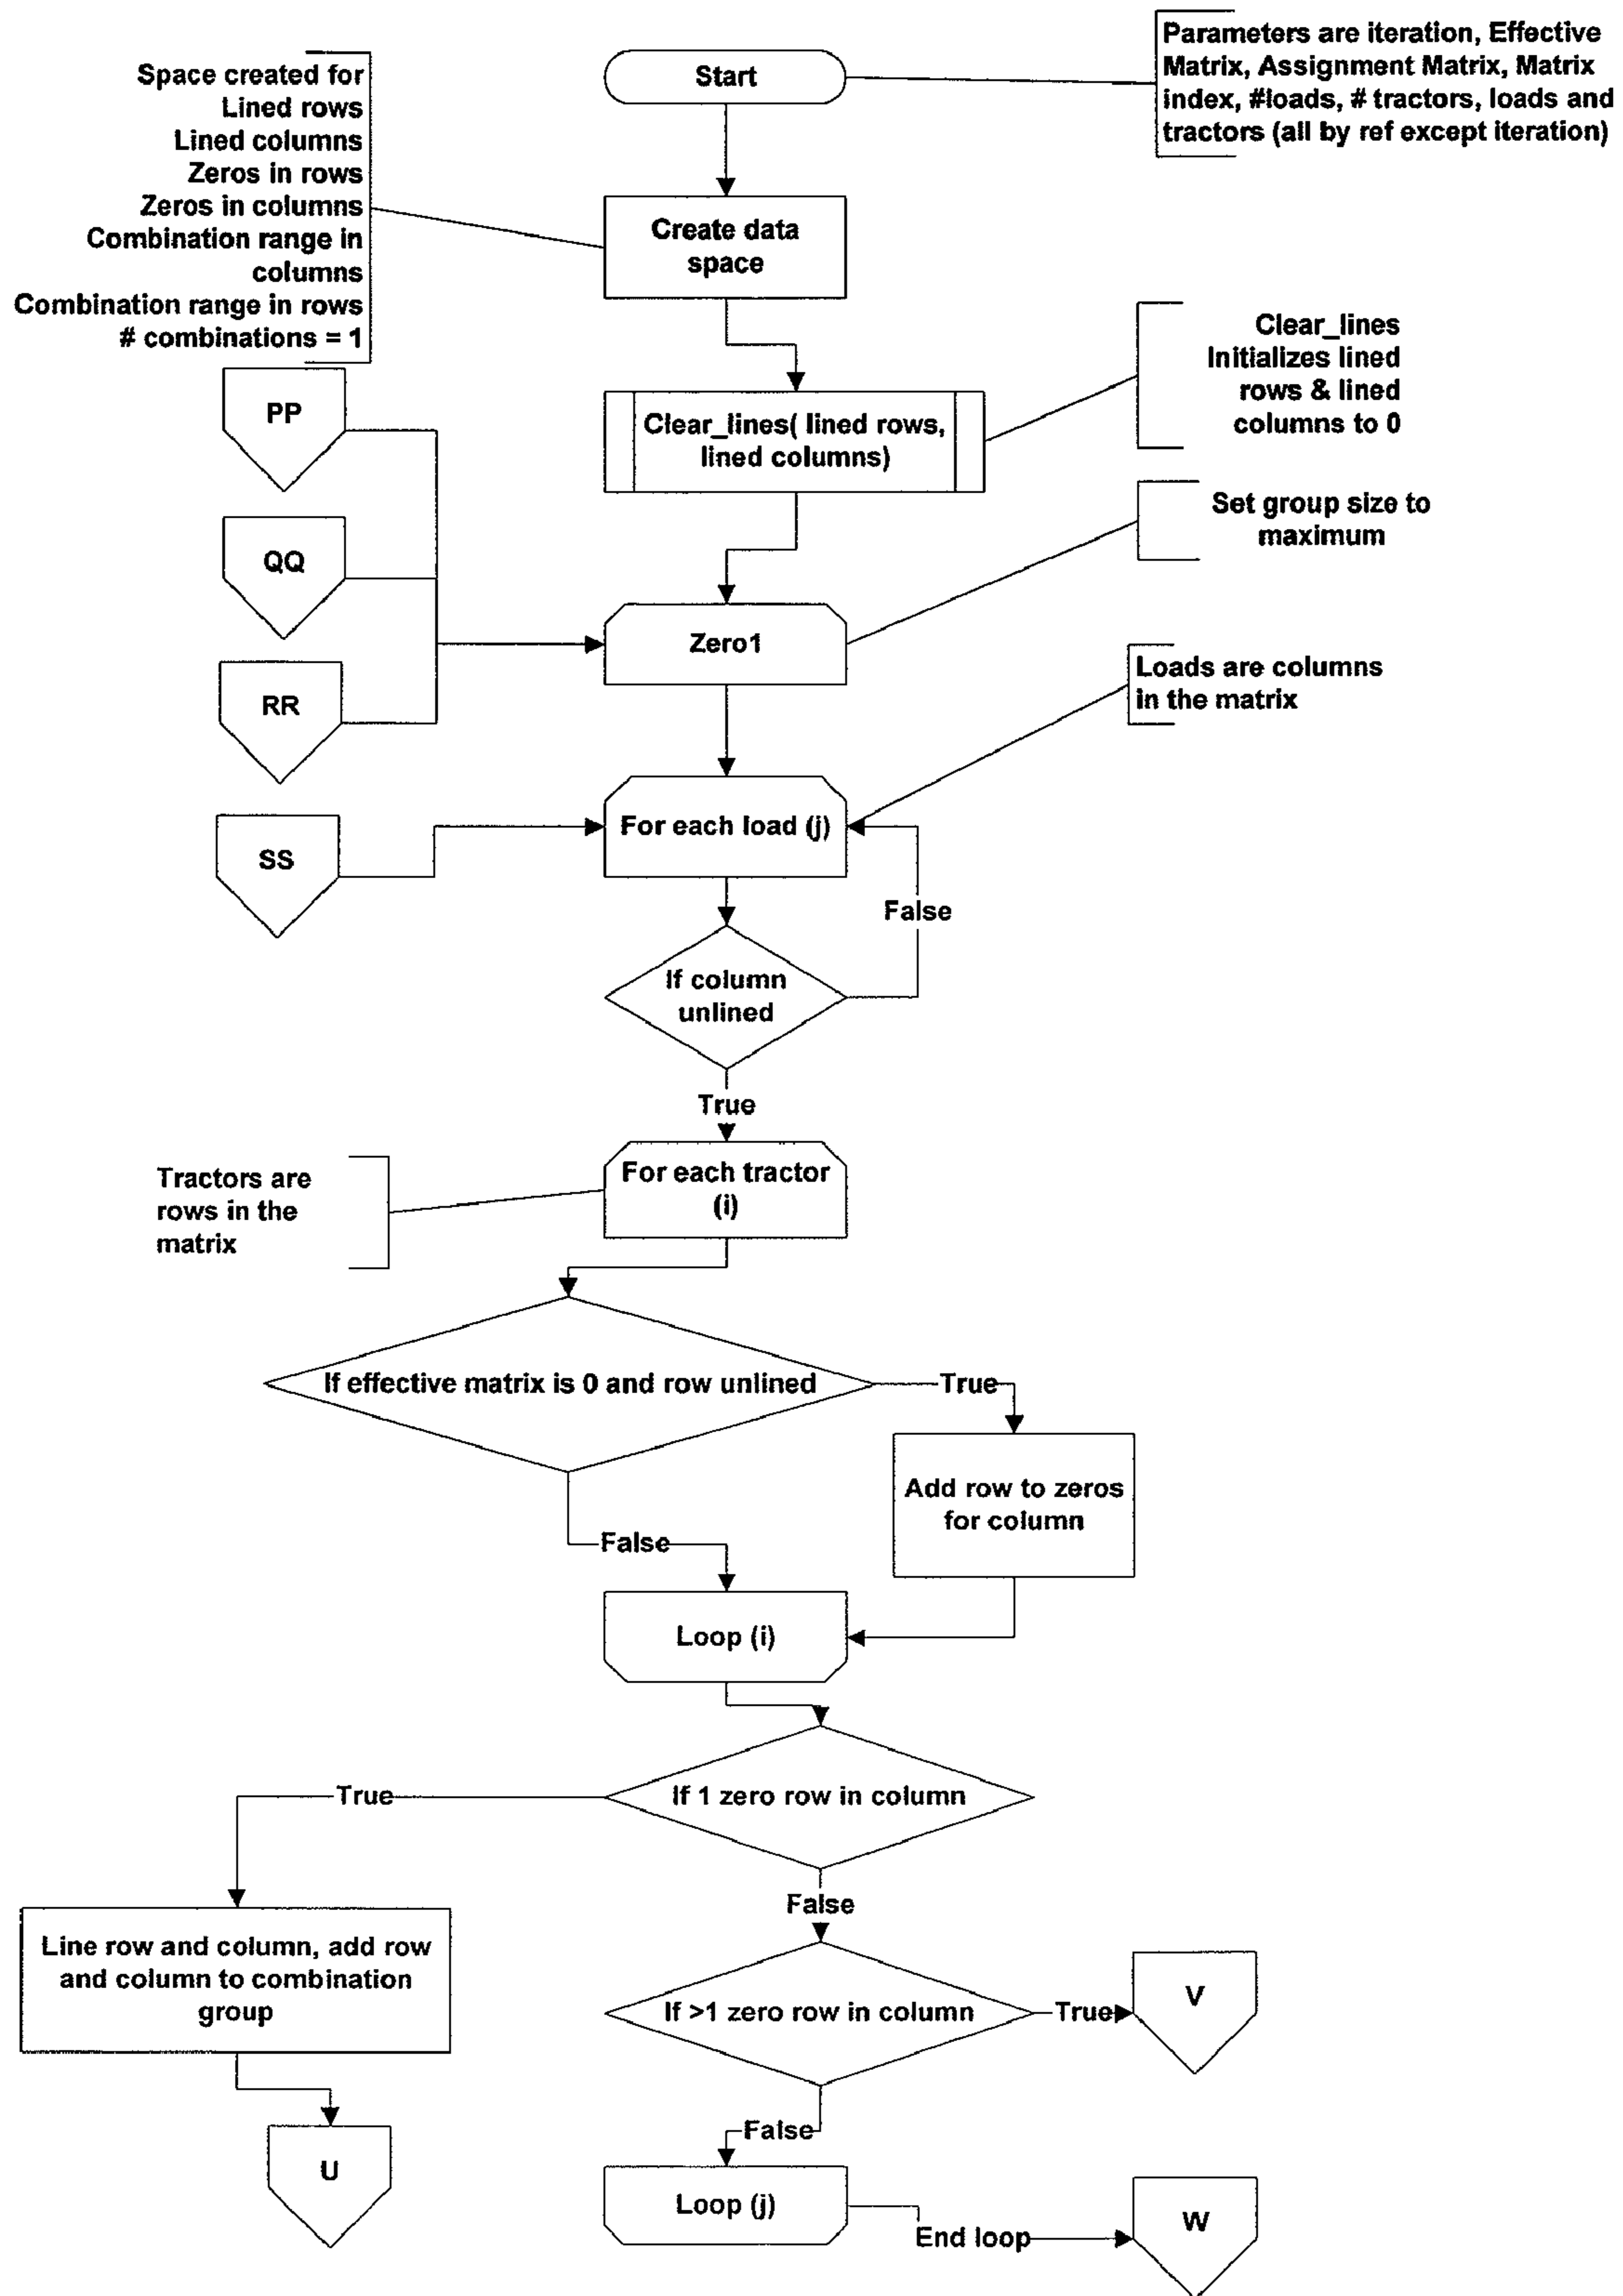 Parameters are iteration, Effective
Matrix, Assignment Matrix, Matrix
index, #loads, # tractors, loads and
tractors (all by ref except iteration)
Start
Space created for
Lined rows
Lined columns
Zeros in rows
Zeros in columns
Combination range in
columns
Combination range in rows
# combinations = 1
Create data
space
Clear_lines
Initializes lined
rows & lined
columns to 0
PP
Clear_lines( lined rows,
lined columns)
Set group size to
maximum
QQ
Zero1
RR
Loads are columns
in the matrix
For each load (j)
SS
False
If column
unlined
True
For each tractor
(i)
Tractors are
rows in the
matrix
If effective matrix is 0 and row unlined
True
Add row to zeros
for column
False
Loop (i)
If 1 zero row in column
True
False
Line row and column, add row
and column to combination
group
If >1 zero row in column
True
V
U
False
Loop (j)
End loop
W